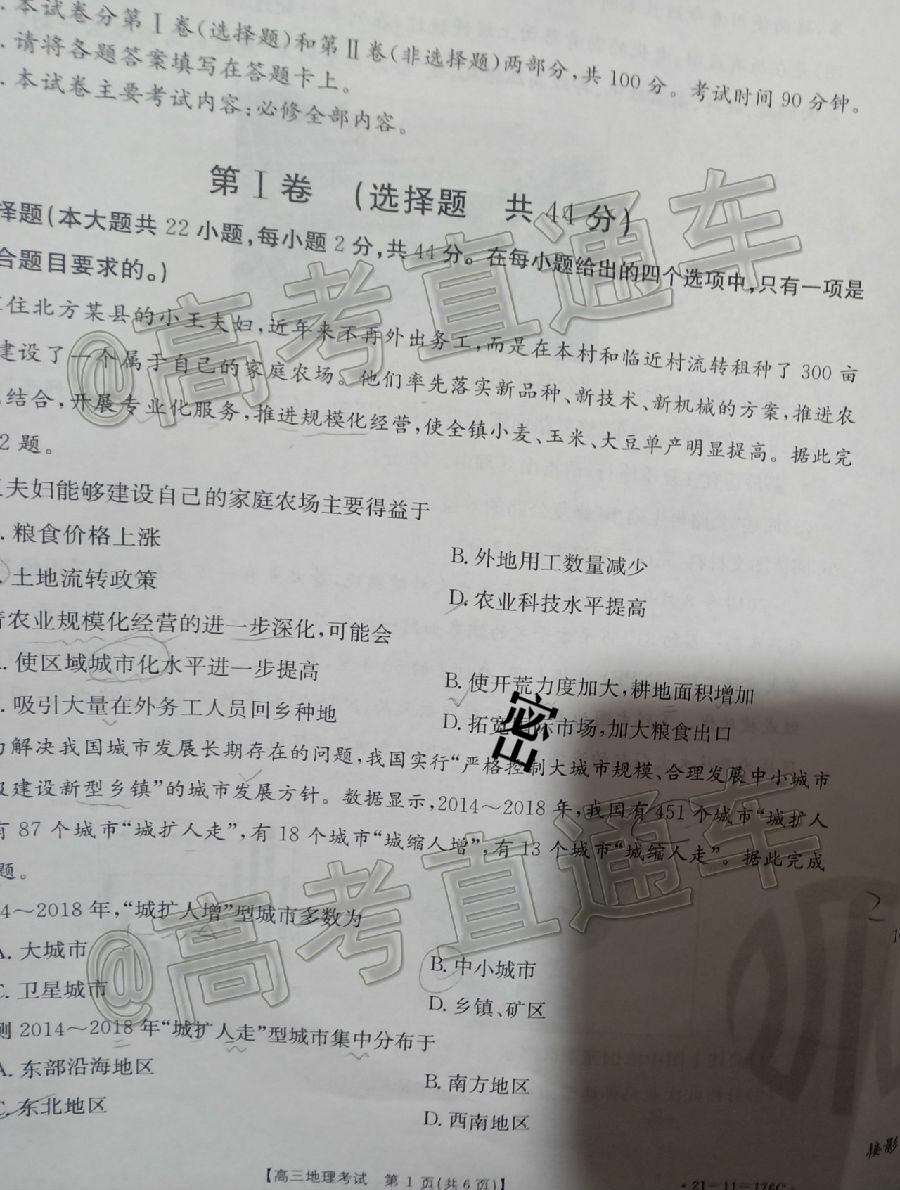 .本试卷分第Ⅰ卷(选择题)和第Ⅱ卷(非选择题)两部分,共100分。考试时间90分钟。
.请将各题答案填写在答题卡上。
.本试卷主要考试内容:必修全部内容。
第Ⅰ卷 (选择题 共44分)
择题(本大题共22小题,每小题2分,共44分。在每小题给出的四个选项中,只有一项是
合题目要求的。)
住北方某县的小王夫妇,近年来不再外出务工,而是在本村和临近村流转租种了300亩
建设了一个属于自己的家庭农场。他们率先落实新品种、新技术、新机械的方案,推进农
结合,开展专业化服务,推进规模化经营,使全镇小麦、玉米、大豆单产明显提高。据此完
2题。
夫妇能够建设自己的家庭农场主要得益于
.粮食价格上涨
B.外地用工数量减少
.土地流转政策
D.农业科技水平提高
农业规模化经营的进一步深化,可能会
.使区域城市化水平进一步提高
B.使开荒力度加大,耕地面积增加
.吸引大量在外务工人员回乡种地
D.拓宽国际市场,加大粮食出口
密
解决我国城市发展长期存在的问题,我国实行“严格控制大城市规模、合理发展中小城市
建设新型乡镇”的城市发展方针。数据显示,2014～2018年,我国有451个城市“城扩人
有87个城市“城扩人走”,有18个城市“城缩人增”,有13个城市“城缩人走”。据此完成
题。
4～2018年,“城扩人增”型城市多数为
A.大城市
B.中小城市
C.卫星城市
D.乡镇、矿区
测2014～2018年“城扩人走”型城市集中分布于
A.东部沿海地区
B.南方地区
C.东北地区
D.西南地区
【高三地理考试 第1页(共6页)】
·21-11-126C·
@高考直通车
@高考直通车
接影